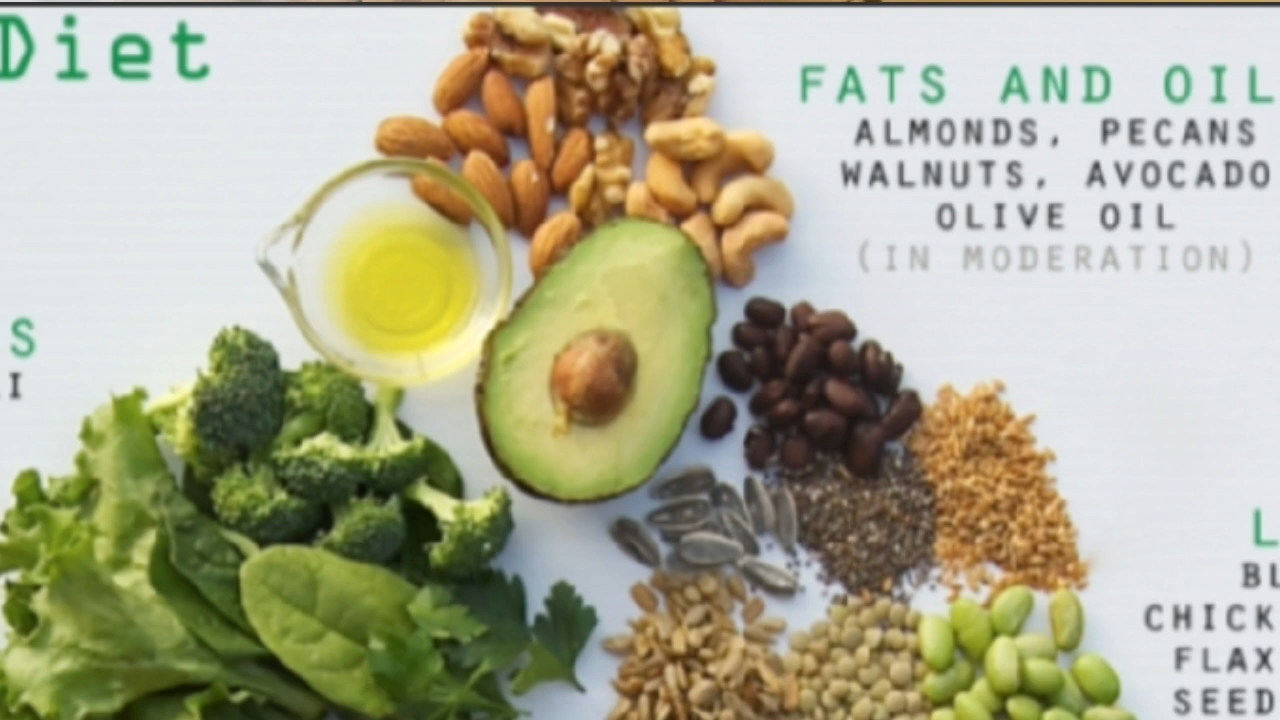 Diet
FATS AND OIL
ALMONDS, PECANS
WALNUTS, AVOCADO
OLIVE OIL
(IN MODERATION)
S
I
L
BL
CHICK
FLAX
SEED